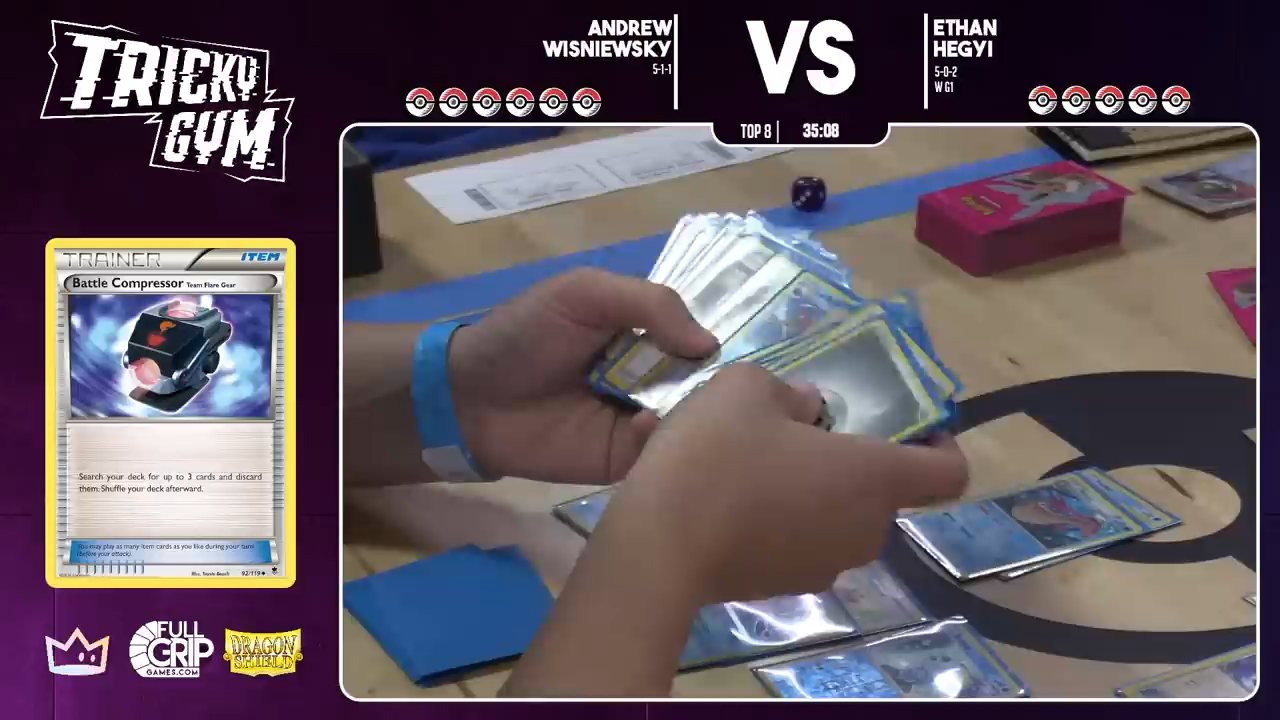 TRICKY
GYM
ANDREW
WISNIEWSKY
5-1-1
VS
ETHAN
HEGYI
5-0-2
W G1
TOP 8
35:08
TRAINER
ITEM
Battle Compressor Team Flare Gear
Search your deck for up to 3 cards and discard
them. Shuffle your deck afterward.
You may play as many Item cards as you like during your turn
(before your attack).
92/119
FULL
GRIP
GAMES.COM
DRAGON
SHIELD